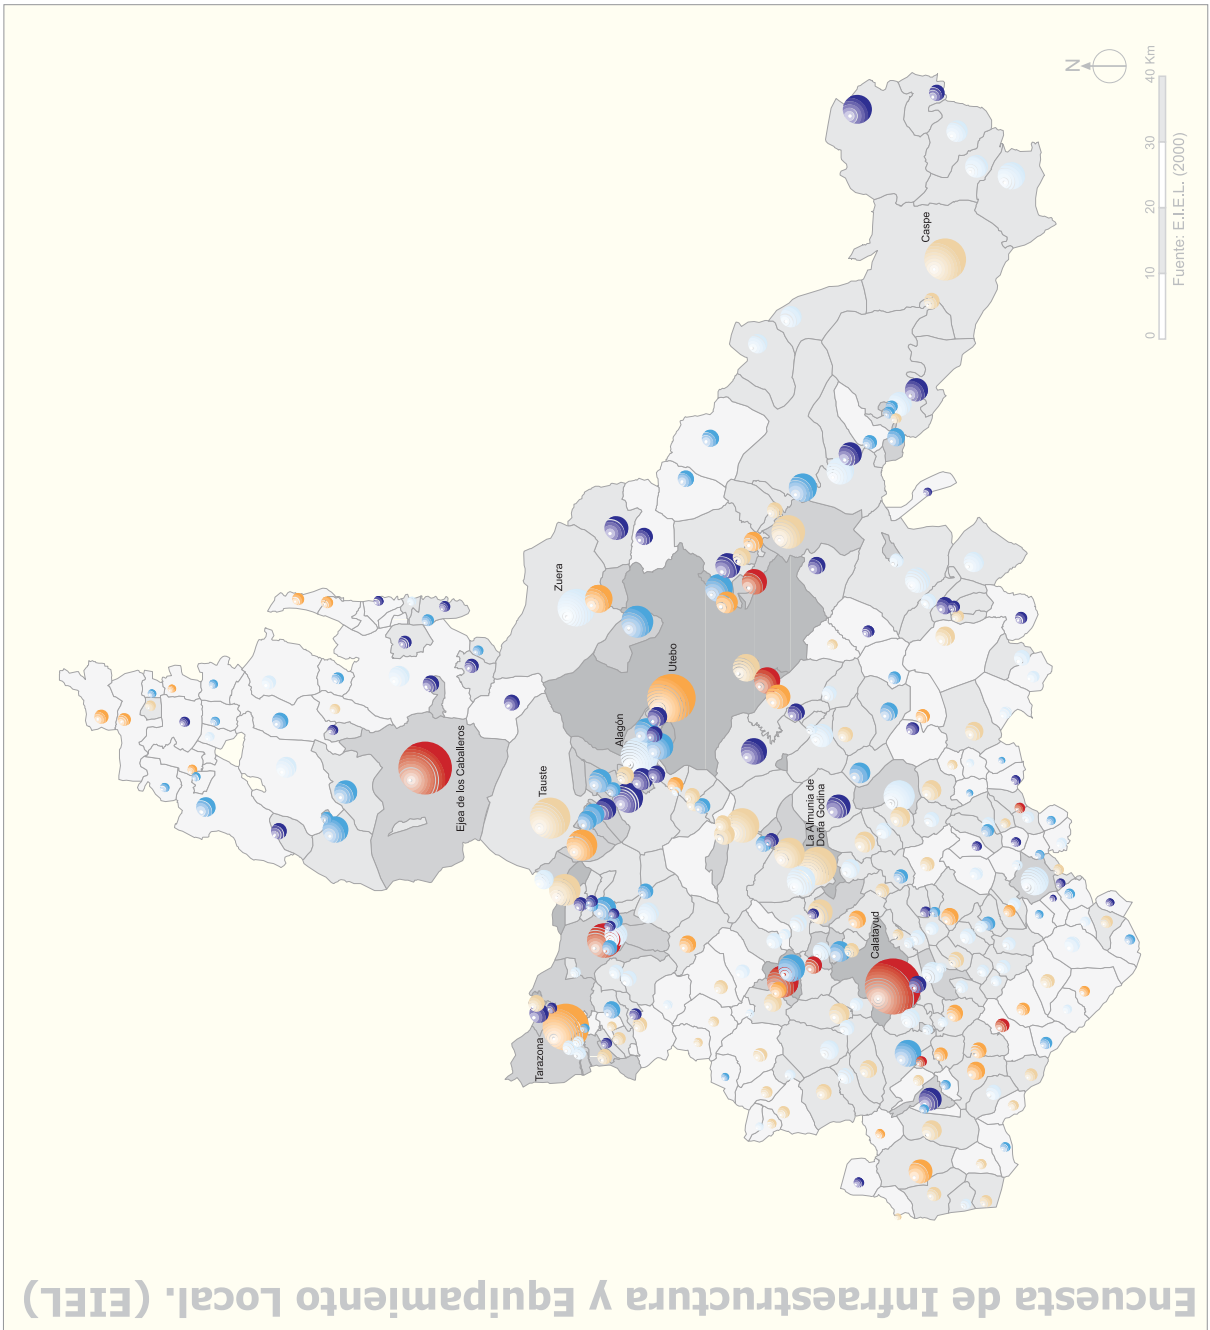 Encuesta de Infraestructura y Equipamiento Local. (EIEL)
N
0 10 20 30 40 Km
Fuente: E.I.E.L. (2000)
Ejea de los Caballeros
Zuera
Tauste
Alagón
Utebo
Tarazona
La Almunia de
Doña Godina
Calatayud
Caspe